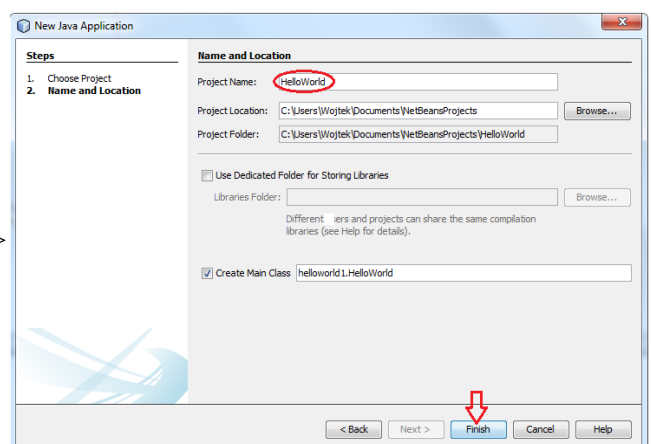 New Java Application
X
Steps
1. Choose Project
2. Name and Location
Name and Location
Project Name: HelloWorld
Project Location: C:\Users\Wojtek\Documents\NetBeansProjects Browse...
Project Folder: C:\Users\Wojtek\Documents\NetBeansProjects\HelloWorld
Use Dedicated Folder for Storing Libraries
Libraries Folder: Browse...
Different ers and projects can share the same compilation
libraries (see Help for details).
>
Create Main Class helloworld1.HelloWorld
< Back Next > Finish Cancel Help